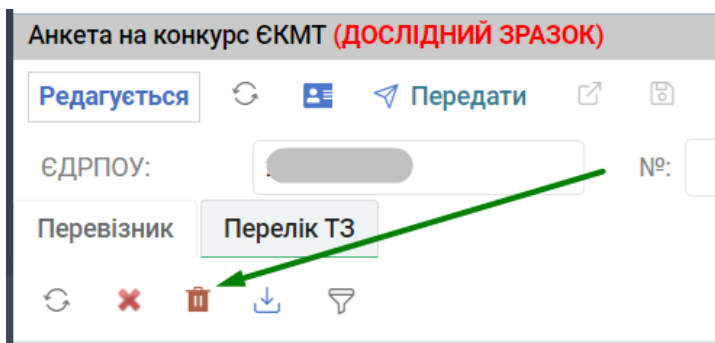 Анкета на конкурс ЄКМТ (ДОСЛІДНИЙ ЗРАЗОК)
Редагується Передати
ЄДРПОУ: №:
Перевізник Перелік ТЗ